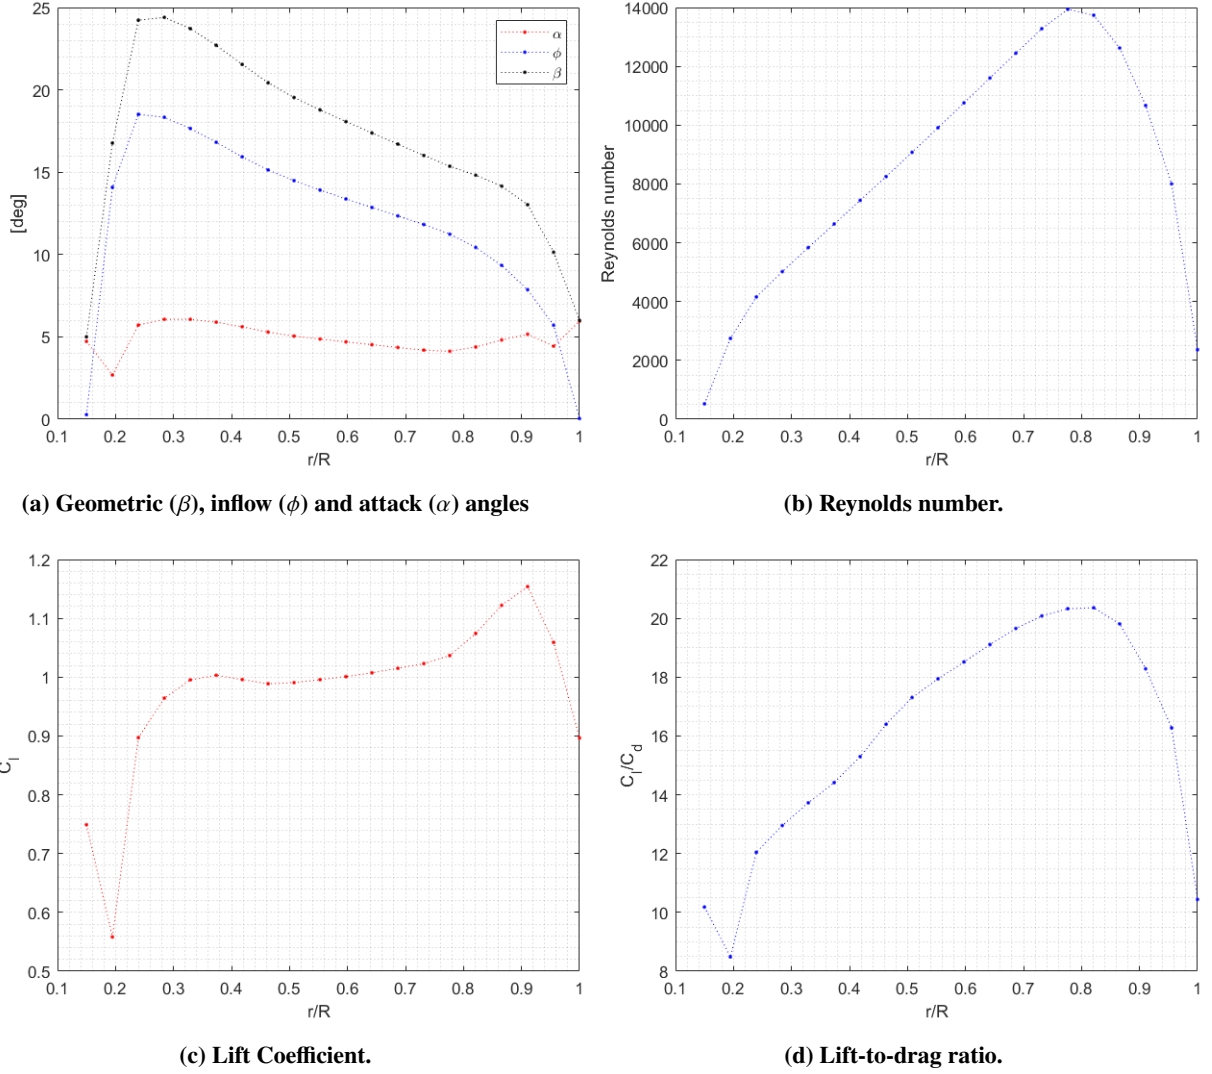 25
20
15
10
5
0
[deg]
0.1 0.2 0.3 0.4 0.5 0.6 0.7 0.8 0.9 1
r/R
α
ϕ
β
(a) Geometric (β), inflow (ϕ) and attack (α) angles
14000
12000
10000
8000
6000
4000
2000
0
Reynolds number
0.1 0.2 0.3 0.4 0.5 0.6 0.7 0.8 0.9 1
r/R
(b) Reynolds number.
1.2
1.1
1
0.9
0.8
0.7
0.6
0.5
C_l
0.1 0.2 0.3 0.4 0.5 0.6 0.7 0.8 0.9 1
r/R
(c) Lift Coefficient.
22
20
18
16
14
12
10
8
C_l/C_d
0.1 0.2 0.3 0.4 0.5 0.6 0.7 0.8 0.9 1
r/R
(d) Lift-to-drag ratio.